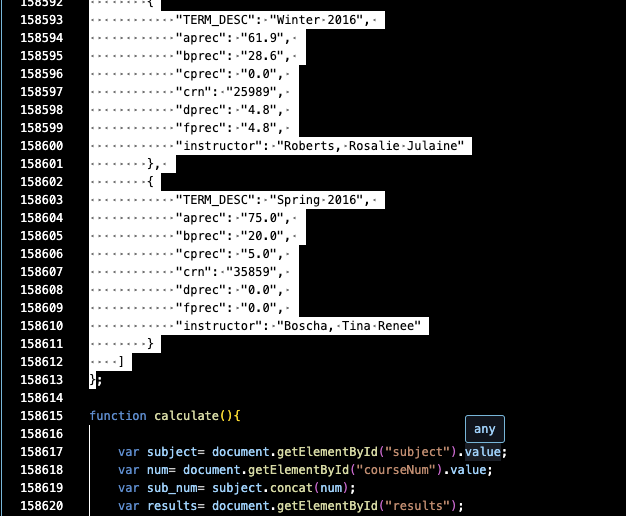 158592 {
158593 "TERM_DESC": "Winter 2016",
158594 "aprec": "61.9",
158595 "bprec": "28.6",
158596 "cprec": "0.0",
158597 "crn": "25989",
158598 "dprec": "4.8",
158599 "fprec": "4.8",
158600 "instructor": "Roberts, Rosalie Julaine"
158601 },
158602 {
158603 "TERM_DESC": "Spring 2016",
158604 "aprec": "75.0",
158605 "bprec": "20.0",
158606 "cprec": "5.0",
158607 "crn": "35859",
158608 "dprec": "0.0",
158609 "fprec": "0.0",
158610 "instructor": "Boscha, Tina Renee"
158611 }
158612 ]
158613 };
158614
158615 function calculate(){
158616 any
158617 var subject= document.getElementById("subject").value;
158618 var num= document.getElementById("courseNum").value;
158619 var sub_num= subject.concat(num);
158620 var results= document.getElementById("results");